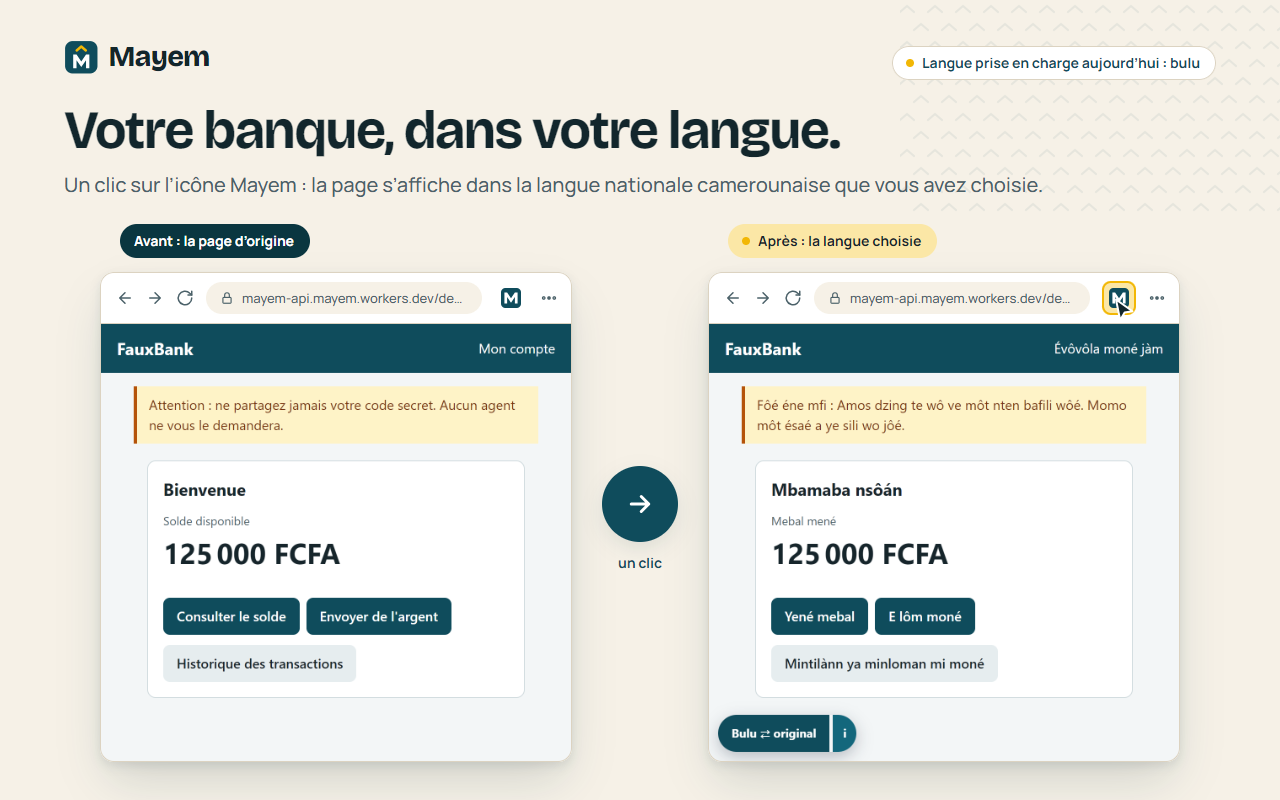 Mayem
Langue prise en charge aujourd'hui : bulu
Votre banque, dans votre langue.
Un clic sur l'icône Mayem : la page s'affiche dans la langue nationale camerounaise que vous avez choisie.
Avant : la page d'origine
mayem-api.mayem.workers.dev/de...
FauxBank
Mon compte
Attention : ne partagez jamais votre code secret. Aucun agent
ne vous le demandera.
Bienvenue
Solde disponible
125 000 FCFA
Consulter le solde
Envoyer de l'argent
Historique des transactions
un clic
Après : la langue choisie
mayem-api.mayem.workers.dev/de...
FauxBank
Évôvôla moné jàm
Fôé éne mfi : Amos dzing te wô ve môt nten bafili wôé. Momo
môt ésaé a ye sili wo jôé.
Mbamaba nsôán
Mebal mené
125 000 FCFA
Yené mebal
E lôm moné
Mintilànn ya minloman mi moné
Bulu ⇄ original
i